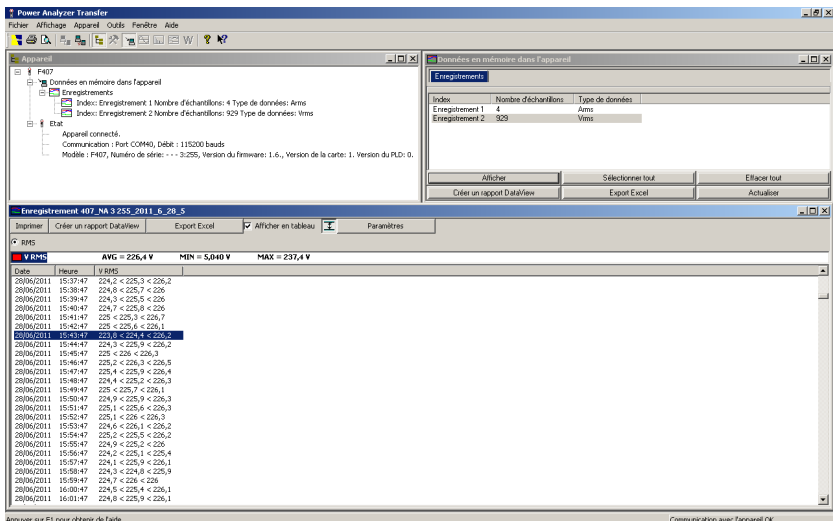 Power Analyzer Transfer
Fichier Affichage Appareil Outils Fenêtre Aide
Appareil
F407
Données en mémoire dans l'appareil
Enregistrements
Index: Enregistrement 1 Nombre d'échantillons: 4 Type de données: Arms
Index: Enregistrement 2 Nombre d'échantillons: 929 Type de données: Vrms
Etat
Appareil connecté.
Communication : Port COM40, Débit : 115200 bauds
Modèle : F407, Numéro de série: - - - 3:255, Version du firmware: 1.6., Version de la carte: 1. Version du PLD: 0.
Données en mémoire dans l'appareil
Enregistrements
Index Nombre d'échantillons Type de données
Enregistrement 1 4 Arms
Enregistrement 2 929 Vrms
Afficher Sélectionner tout Effacer tout
Créer un rapport DataView Export Excel Actualiser
Enregistrement 407_NA 3 255_2011_6_28_5
Imprimer Créer un rapport DataView Export Excel Afficher en tableau Paramètres
RMS
V RMS AVG = 226,4 V MIN = 5,040 V MAX = 237,4 V
Date Heure V RMS
28/06/2011 15:37:47 224,2 < 225,3 < 226,2
28/06/2011 15:38:47 224,8 < 225,7 < 226
28/06/2011 15:39:47 224,3 < 225,5 < 226
28/06/2011 15:40:47 224,7 < 225,8 < 226
28/06/2011 15:41:47 225 < 225,3 < 226,7
28/06/2011 15:42:47 225 < 225,6 < 226,1
28/06/2011 15:43:47 223,8 < 224,4 < 226,2
28/06/2011 15:44:47 224,3 < 225,9 < 226,2
28/06/2011 15:45:47 225 < 226 < 226,3
28/06/2011 15:46:47 225,2 < 226,3 < 226,5
28/06/2011 15:47:47 225,4 < 225,9 < 226,4
28/06/2011 15:48:47 224,4 < 225,2 < 226,3
28/06/2011 15:49:47 225 < 225,7 < 226,1
28/06/2011 15:50:47 224,9 < 225,9 < 226,3
28/06/2011 15:51:47 225,1 < 225,6 < 226,3
28/06/2011 15:52:47 225,1 < 226 < 226,3
28/06/2011 15:53:47 224,6 < 226,1 < 226,2
28/06/2011 15:54:47 225,2 < 225,5 < 226,2
28/06/2011 15:55:47 224,9 < 225,2 < 226
28/06/2011 15:56:47 224,2 < 225,1 < 225,4
28/06/2011 15:57:47 224,1 < 225,9 < 226,1
28/06/2011 15:58:47 224,3 < 224,8 < 225,9
28/06/2011 15:59:47 224,7 < 226 < 226
28/06/2011 16:00:47 224,5 < 225,4 < 226,1
28/06/2011 16:01:47 224,8 < 225,9 < 226,1
Appuyer sur F1 pour obtenir de l'aide. Communication avec l'appareil OK